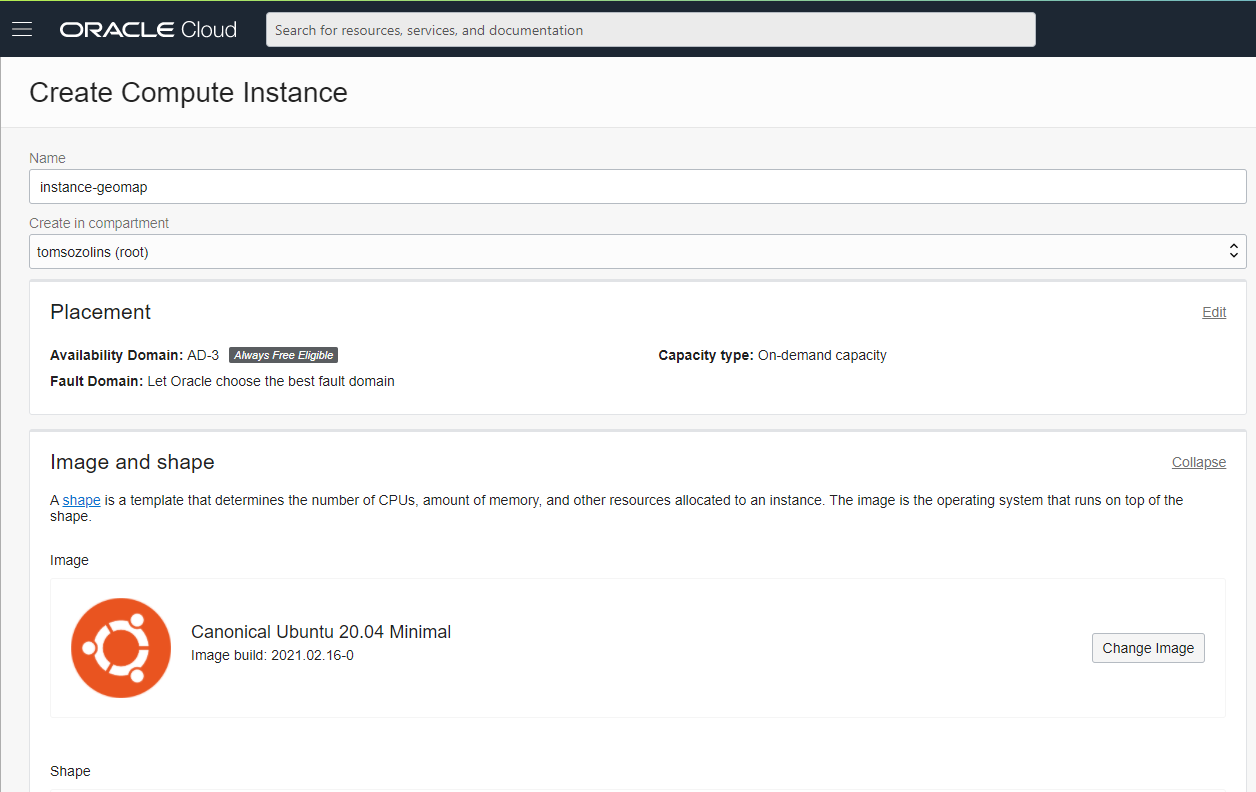 ORACLE Cloud
Search for resources, services, and documentation
Create Compute Instance
Name
instance-geomap
Create in compartment
tomsozolins (root)
Placement
Edit
Availability Domain: AD-3 Always Free Eligible
Capacity type: On-demand capacity
Fault Domain: Let Oracle choose the best fault domain
Image and shape
Collapse
A shape is a template that determines the number of CPUs, amount of memory, and other resources allocated to an instance. The image is the operating system that runs on top of the
shape.
Image
Canonical Ubuntu 20.04 Minimal
Image build: 2021.02.16-0
Change Image
Shape